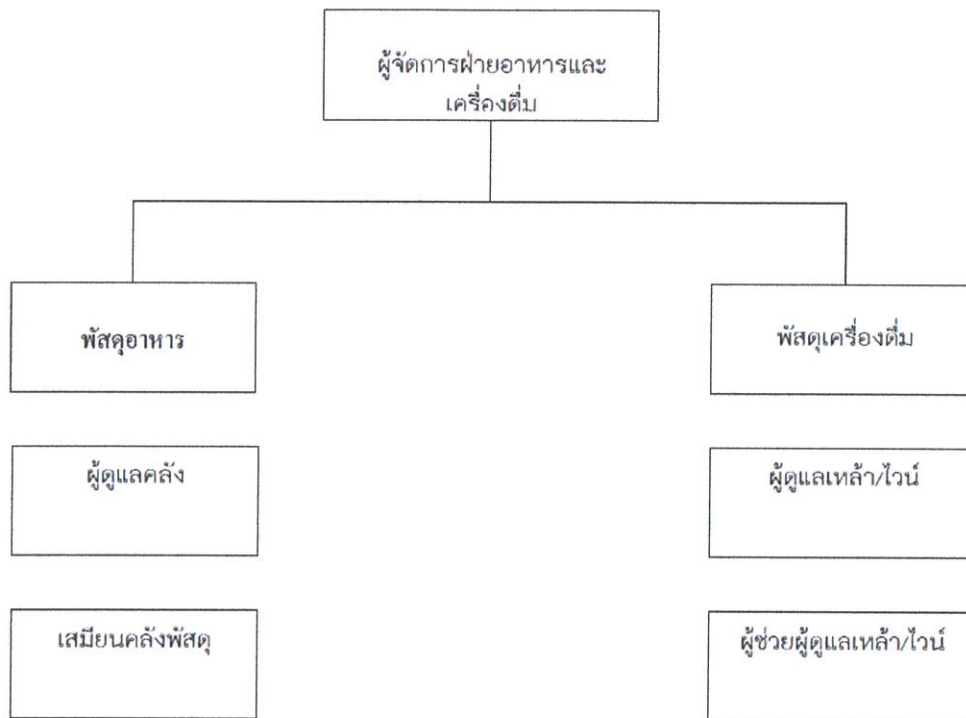 ผู้จัดการฝ่ายอาหารและ
เครื่องดื่ม
พัสดุอาหาร
พัสดุเครื่องดื่ม
ผู้ดูแลคลัง
ผู้ดูแลเหล้า/ไวน์
เสมียนคลังพัสดุ
ผู้ช่วยผู้ดูแลเหล้า/ไวน์